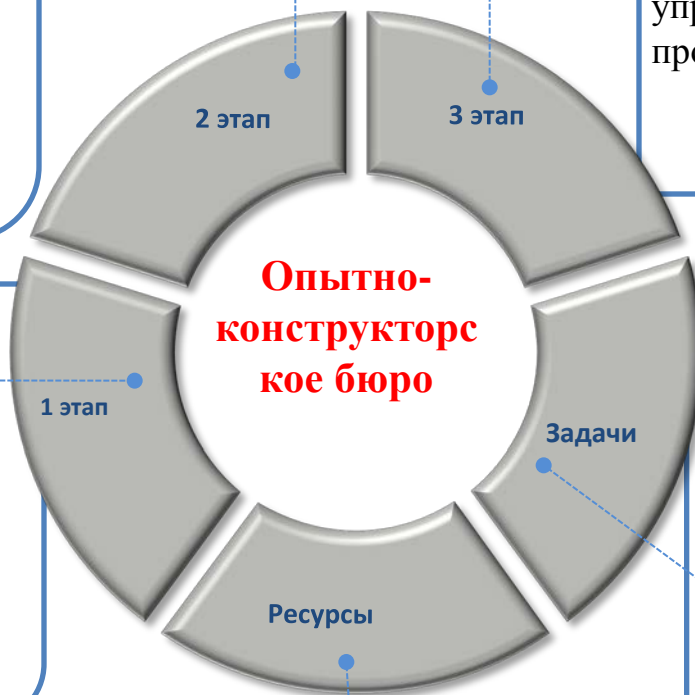 2 этап
3 этап
Опытно-
конструкторс
кое бюро
1 этап
Задачи
Ресурсы